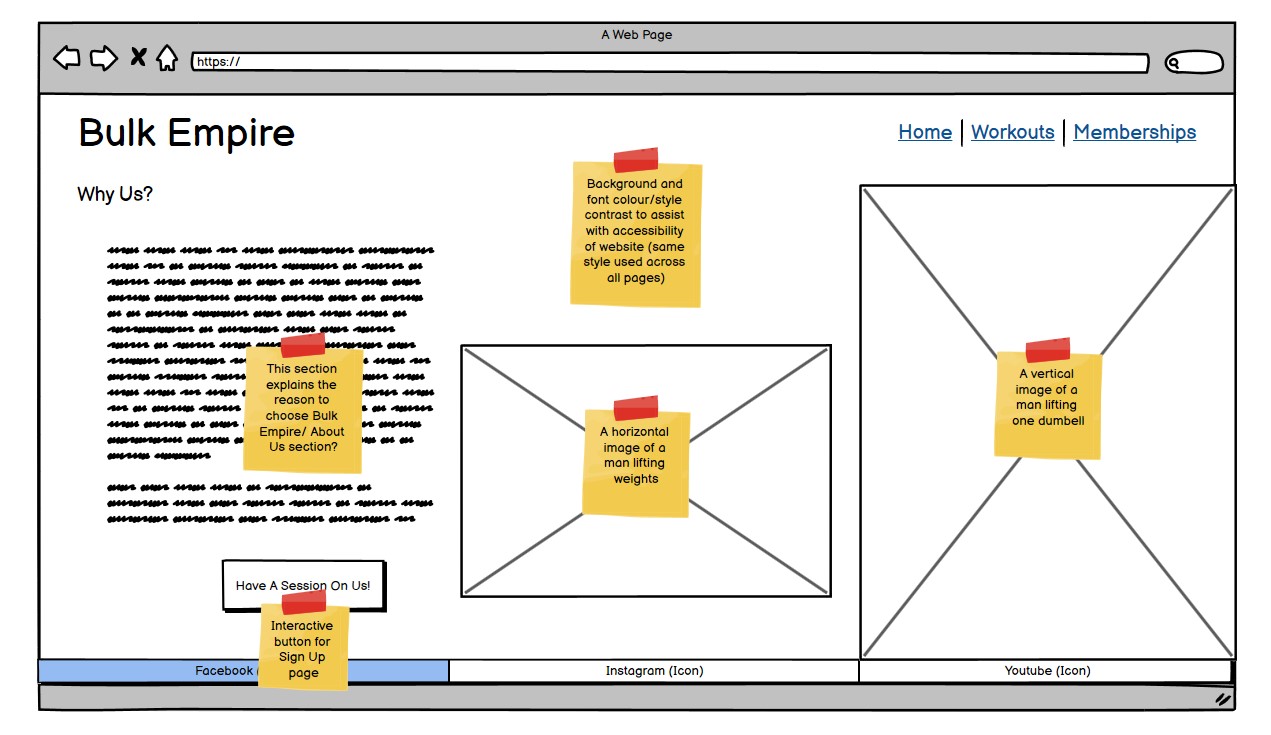 A Web Page
https://
Bulk Empire
Home | Workouts | Memberships
Why Us?
Background and
font colour/style
contrast to assist
with accessibility
of website (same
style used across
all pages)
This section
explains the
reason to
choose Bulk
Empire/ About
Us section?
A horizontal
image of a
man lifting
weights
A vertical
image of a
man lifting
one dumbell
Have A Session On Us!
Interactive
button for
Sign Up
page
Facebook (
Instagram (Icon)
Youtube (Icon)